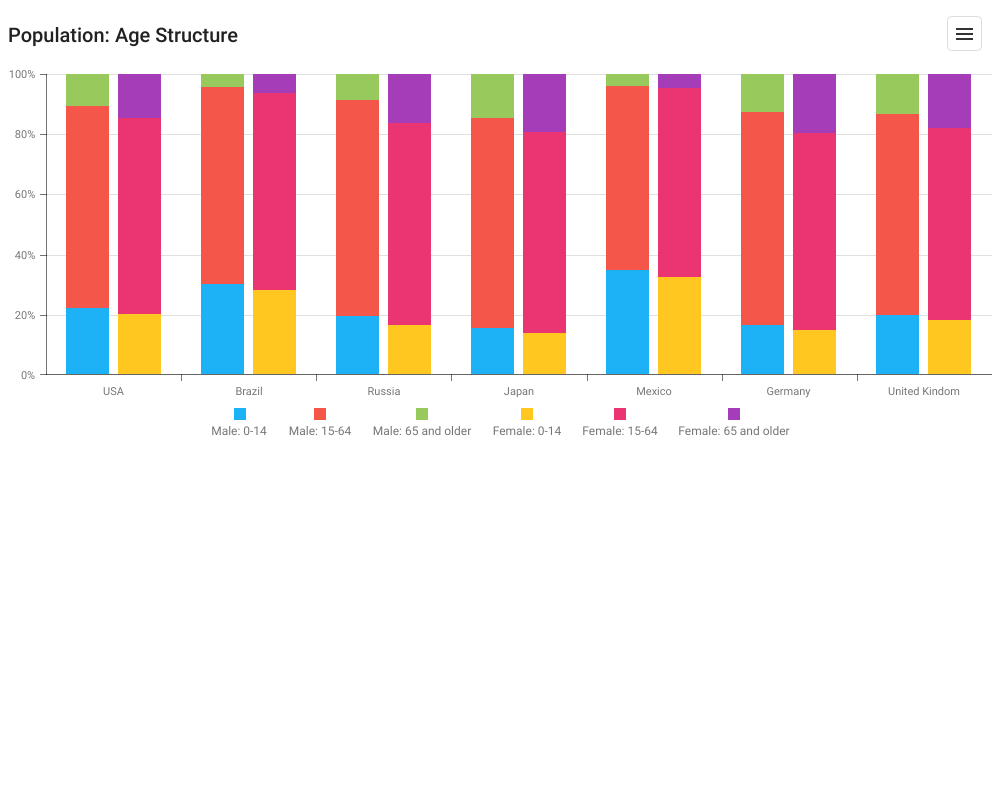 Population: Age Structure
100%
80%
60%
40%
20%
0%
USA Brazil Russia Japan Mexico Germany United Kindom
Male: 0-14 Male: 15-64 Male: 65 and older Female: 0-14 Female: 15-64 Female: 65 and older